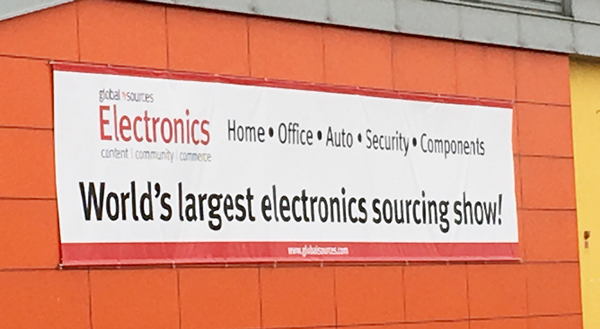 global sources
Electronics
content | community | commerce
Home • Office • Auto • Security • Components
World's largest electronics sourcing show!
www.globalsources.com